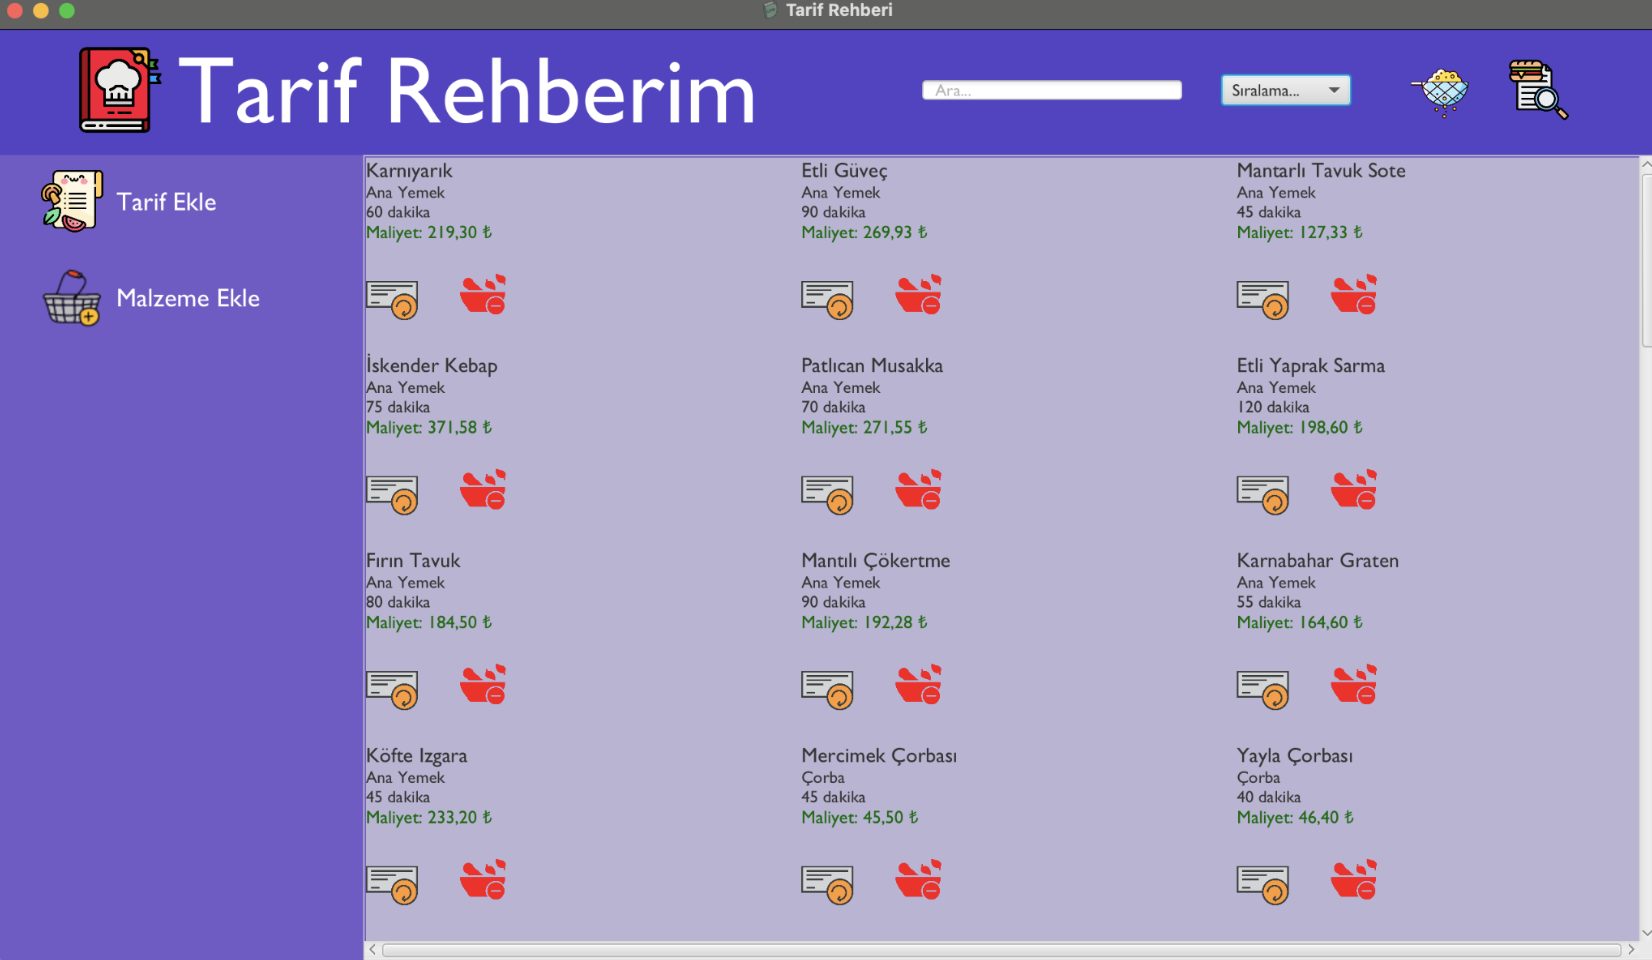 Tarif Rehberi
Tarif Rehberim
Ara...
Sıralama...
Tarif Ekle
Malzeme Ekle
Karnıyarık
Ana Yemek
60 dakika
Maliyet: 219,30 ₺
Etli Güveç
Ana Yemek
90 dakika
Maliyet: 269,93 ₺
Mantarlı Tavuk Sote
Ana Yemek
45 dakika
Maliyet: 127,33 ₺
İskender Kebap
Ana Yemek
75 dakika
Maliyet: 371,58 ₺
Patlıcan Musakka
Ana Yemek
70 dakika
Maliyet: 271,55 ₺
Etli Yaprak Sarma
Ana Yemek
120 dakika
Maliyet: 198,60 ₺
Fırın Tavuk
Ana Yemek
80 dakika
Maliyet: 184,50 ₺
Mantılı Çökertme
Ana Yemek
90 dakika
Maliyet: 192,28 ₺
Karnabahar Graten
Ana Yemek
55 dakika
Maliyet: 164,60 ₺
Köfte Izgara
Ana Yemek
45 dakika
Maliyet: 233,20 ₺
Mercimek Çorbası
Çorba
45 dakika
Maliyet: 45,50 ₺
Yayla Çorbası
Çorba
40 dakika
Maliyet: 46,40 ₺